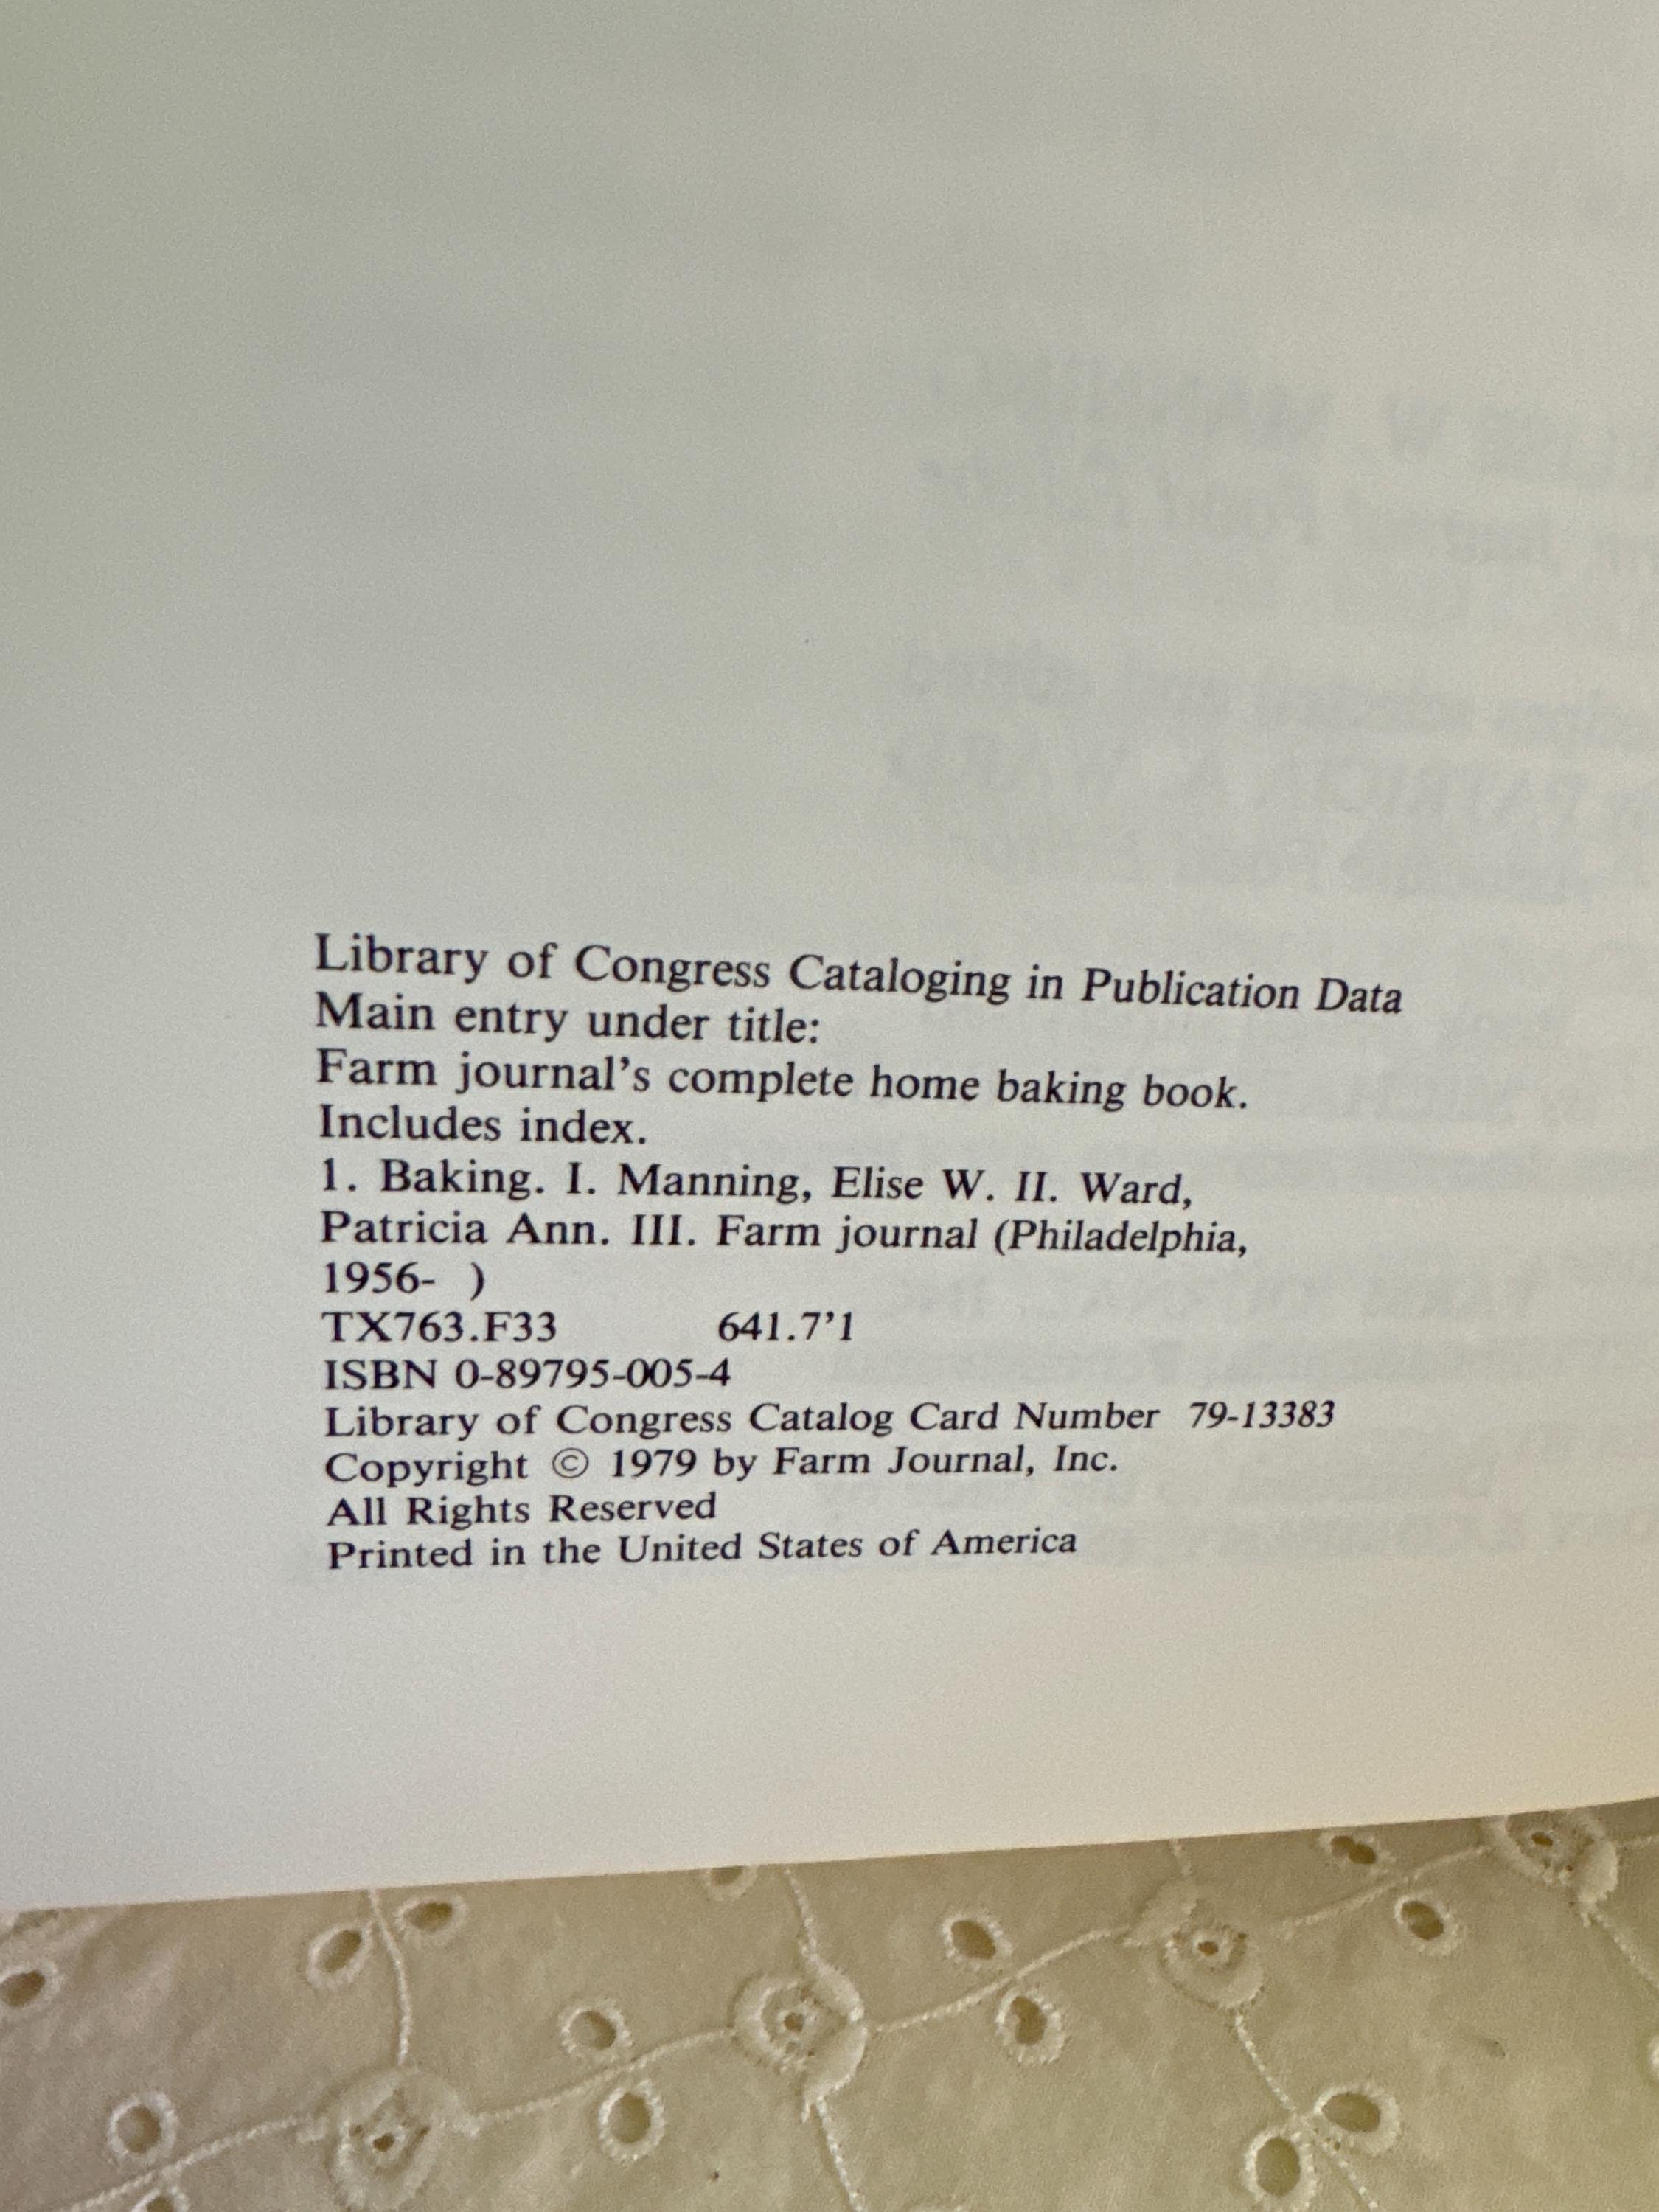 Library of Congress Cataloging in Publication Data
Main entry under title:
Farm journal's complete home baking book.
Includes index.
1. Baking. I. Manning, Elise W. II. Ward,
Patricia Ann. III. Farm journal (Philadelphia,
1956-  )
TX763.F33 641.7'1
ISBN 0-89795-005-4
Library of Congress Catalog Card Number 79-13383
Copyright © 1979 by Farm Journal, Inc.
All Rights Reserved
Printed in the United States of America